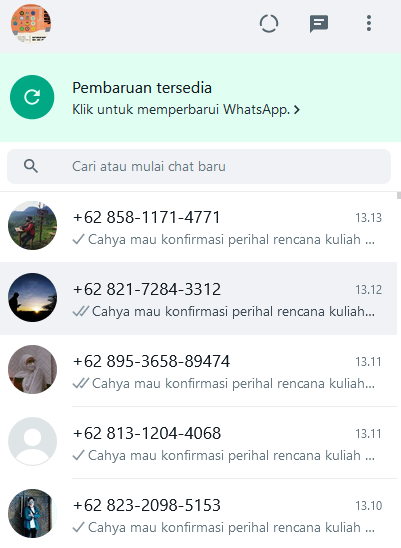 Pembaruan tersedia
Klik untuk memperbarui WhatsApp. >
Cari atau mulai chat baru
+62 858-1171-4771 13.13
Cahya mau konfirmasi perihal rencana kuliah ...
+62 821-7284-3312 13.12
Cahya mau konfirmasi perihal rencana kuliah...
+62 895-3658-89474 13.11
Cahya mau konfirmasi perihal rencana kuliah...
+62 813-1204-4068 13.11
Cahya mau konfirmasi perihal rencana kuliah ...
+62 823-2098-5153 13.10
Cahya mau konfirmasi perihal rencana kuliah ...